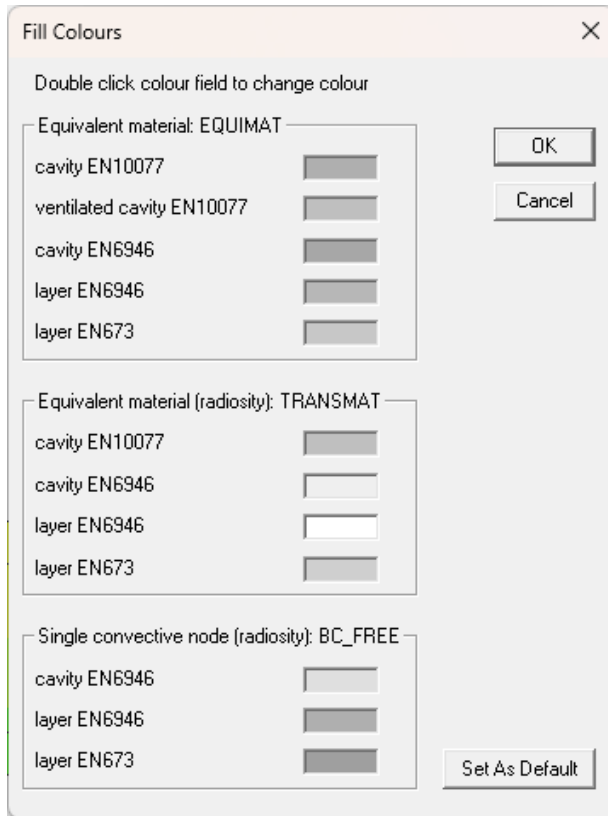 Fill Colours
Double click colour field to change colour
Equivalent material: EQUIMAT
OK
cavity EN10077
Cancel
ventilated cavity EN10077
cavity EN6946
layer EN6946
layer EN673
Equivalent material (radiosity): TRANSMAT
cavity EN10077
cavity EN6946
layer EN6946
layer EN673
Single convective node (radiosity): BC_FREE
cavity EN6946
layer EN6946
layer EN673
Set As Default